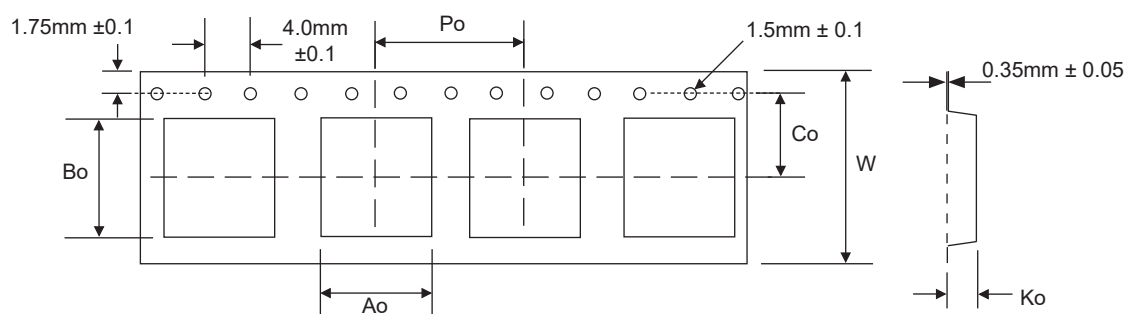 1.75mm ±0.1
4.0mm
±0.1
Po
1.5mm ± 0.1
0.35mm ± 0.05
Bo
Co
W
Ao
Ko